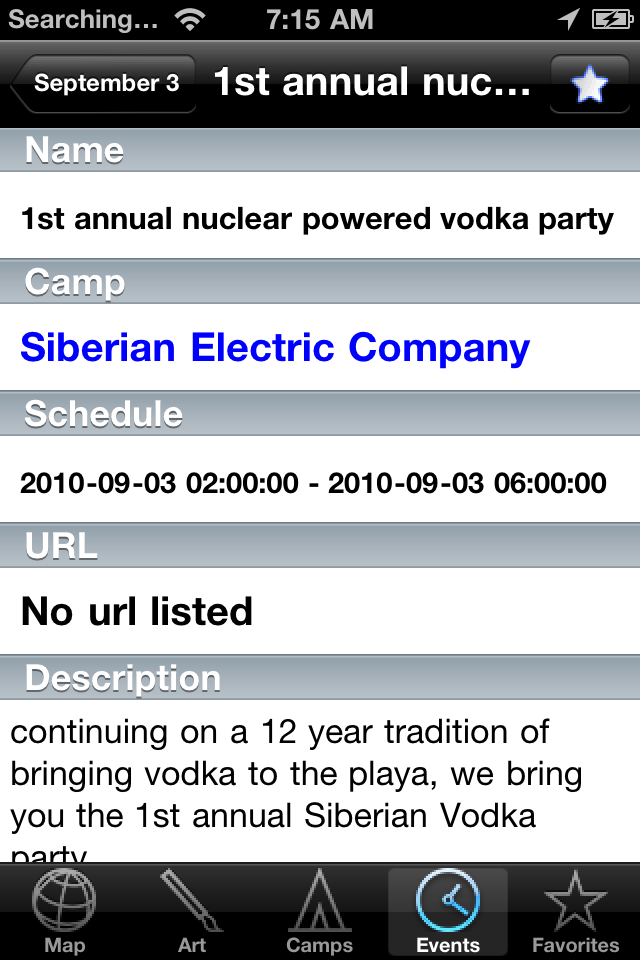 Searching... 7:15 AM
September 3 1st annual nuc...
Name
1st annual nuclear powered vodka party
Camp
Siberian Electric Company
Schedule
2010-09-03 02:00:00 - 2010-09-03 06:00:00
URL
No url listed
Description
continuing on a 12 year tradition of
bringing vodka to the playa, we bring
you the 1st annual Siberian Vodka
party
Map Art Camps Events Favorites